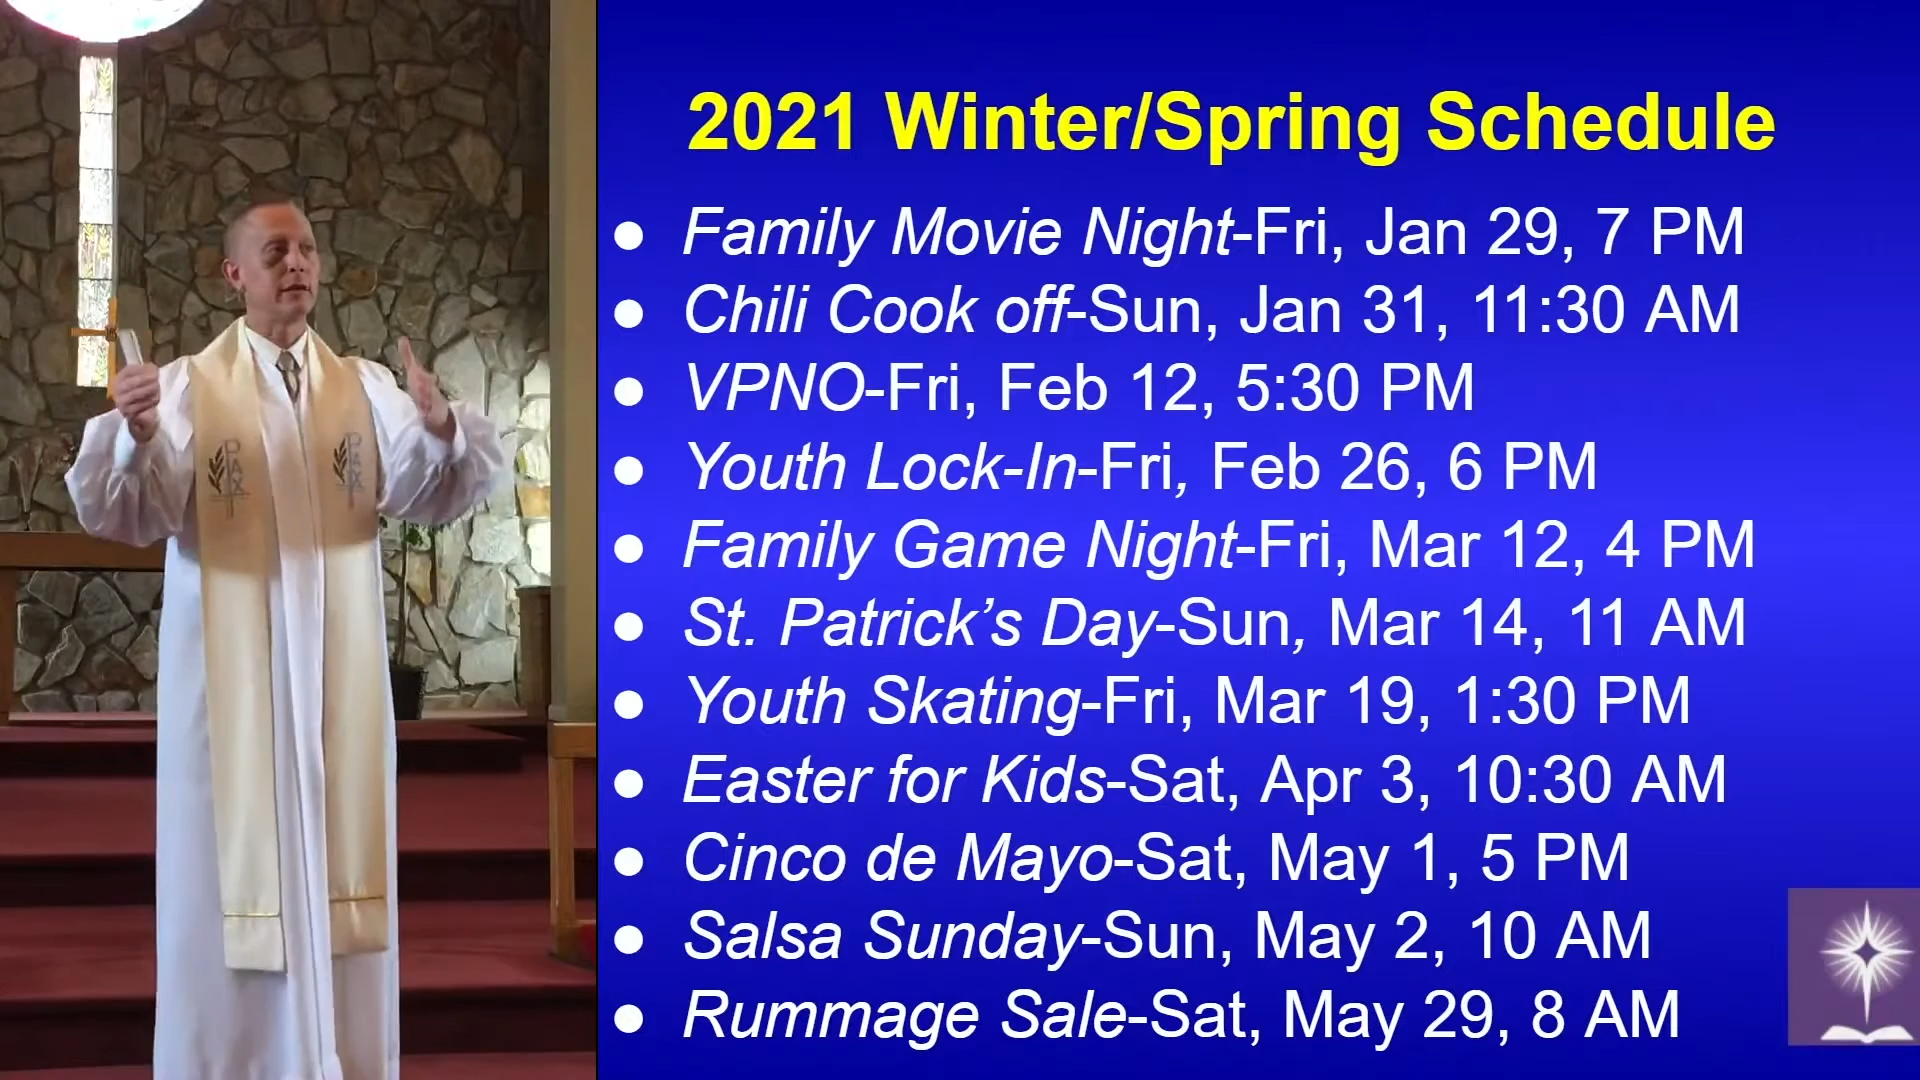 2021 Winter/Spring Schedule
● Family Movie Night-Fri, Jan 29, 7 PM
● Chili Cook off-Sun, Jan 31, 11:30 AM
● VPNO-Fri, Feb 12, 5:30 PM
● Youth Lock-In-Fri, Feb 26, 6 PM
● Family Game Night-Fri, Mar 12, 4 PM
● St. Patrick’s Day-Sun, Mar 14, 11 AM
● Youth Skating-Fri, Mar 19, 1:30 PM
● Easter for Kids-Sat, Apr 3, 10:30 AM
● Cinco de Mayo-Sat, May 1, 5 PM
● Salsa Sunday-Sun, May 2, 10 AM
● Rummage Sale-Sat, May 29, 8 AM
PAX
PAX